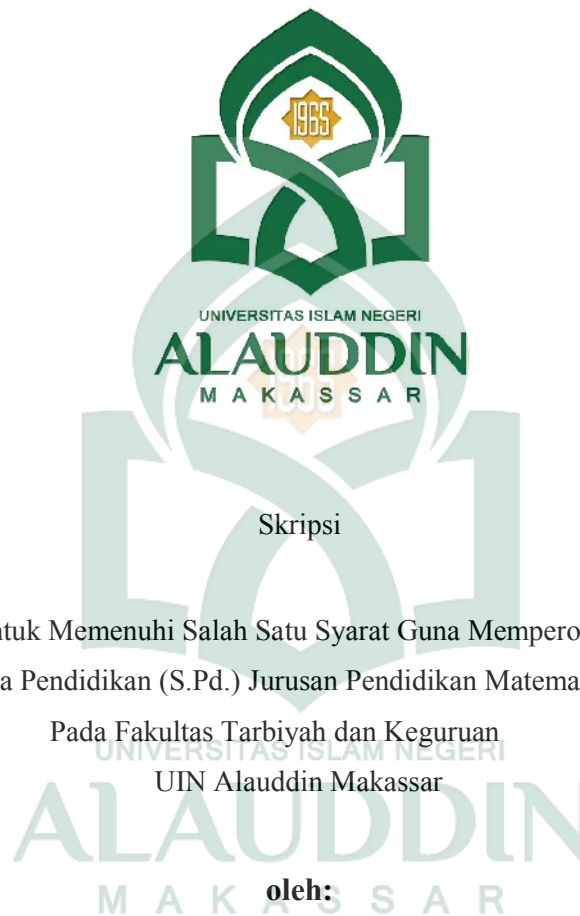 1965
UNIVERSITAS ISLAM NEGERI
ALAUDDIN
MAKASSAR
1965
Skripsi
ntuk Memenuhi Salah Satu Syarat Guna Mempero
a Pendidikan (S.Pd.) Jurusan Pendidikan Matema
Pada Fakultas Tarbiyah dan Keguruan
UNIVERSITAS ISLAM NEGERI
UIN Alauddin Makassar
ALAUDDIN
oleh:
MAKASSAR